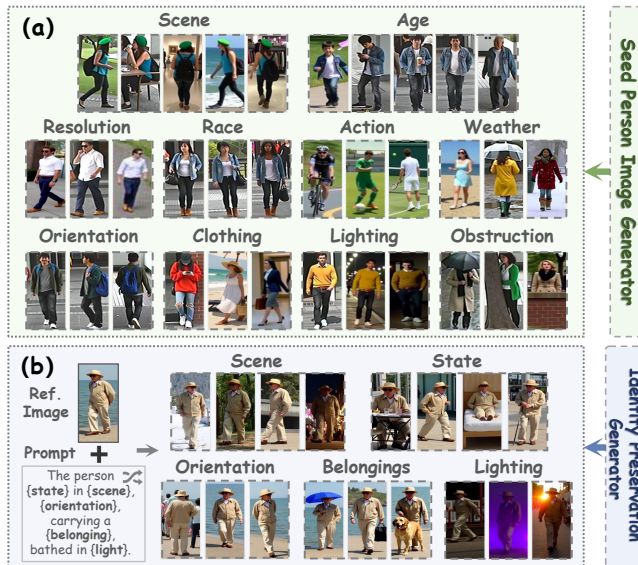 (a)
Scene
Age
Resolution
Race
Action
Weather
Orientation
Clothing
Lighting
Obstruction
Seed Person Image Generator
(b)
Ref.
Image
Prompt +
The person
{state} in {scene},
{orientation},
carrying a
{belonging},
bathed in {light}.
Scene
State
Orientation
Belongings
Lighting
Identity Preservation
Generator